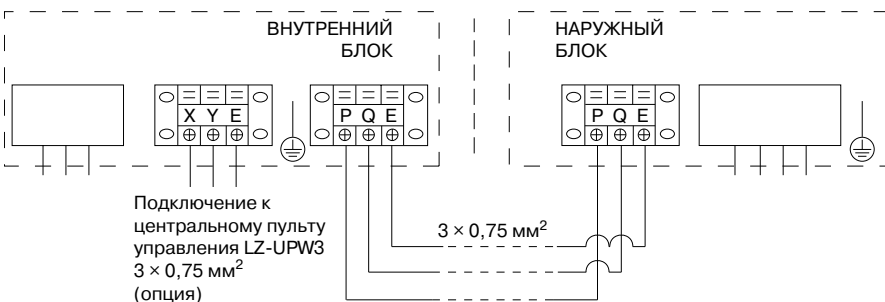 ВНУТРЕННИЙ
БЛОК
НАРУЖНЫЙ
БЛОК
X Y E
P Q E
P Q E
Подключение к
центральному пульту
управления LZ-UPW3
3 × 0,75 мм²
(опция)
3 × 0,75 мм²